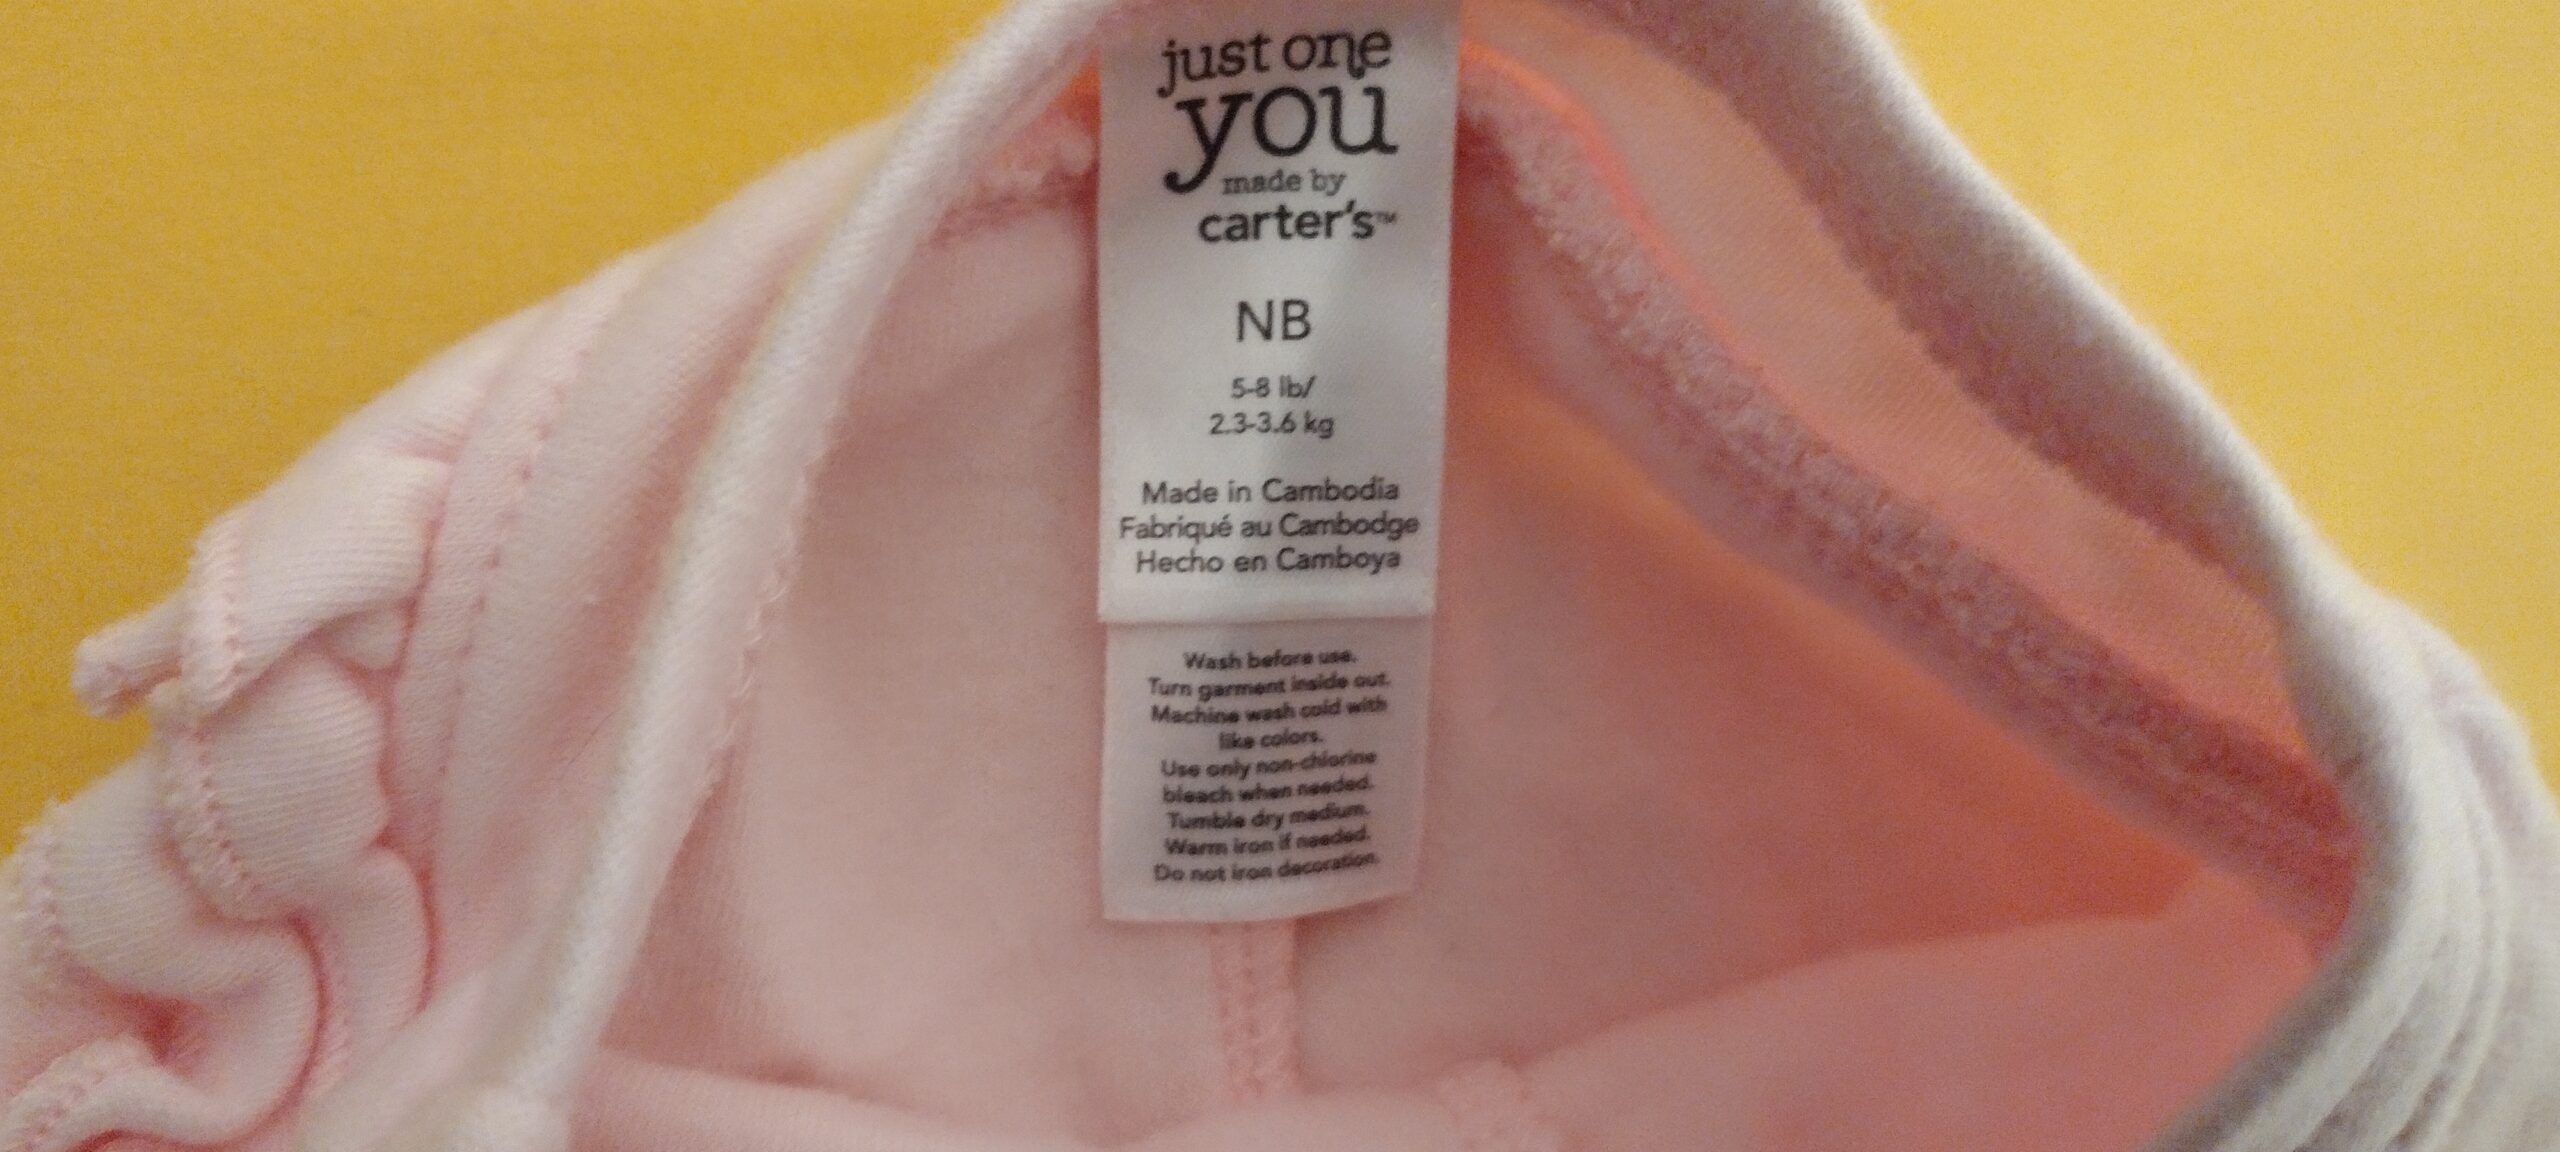 just one
you
made by
carter's™
NB
5-8 lb/
2.3-3.6 kg
Made in Cambodia
Fabriqué au Cambodge
Hecho en Camboya
Wash before use.
Turn garment inside out.
Machine wash cold with
like colors.
Use only non-chlorine
bleach when needed.
Tumble dry medium.
Warm iron if needed.
Do not iron decoration.